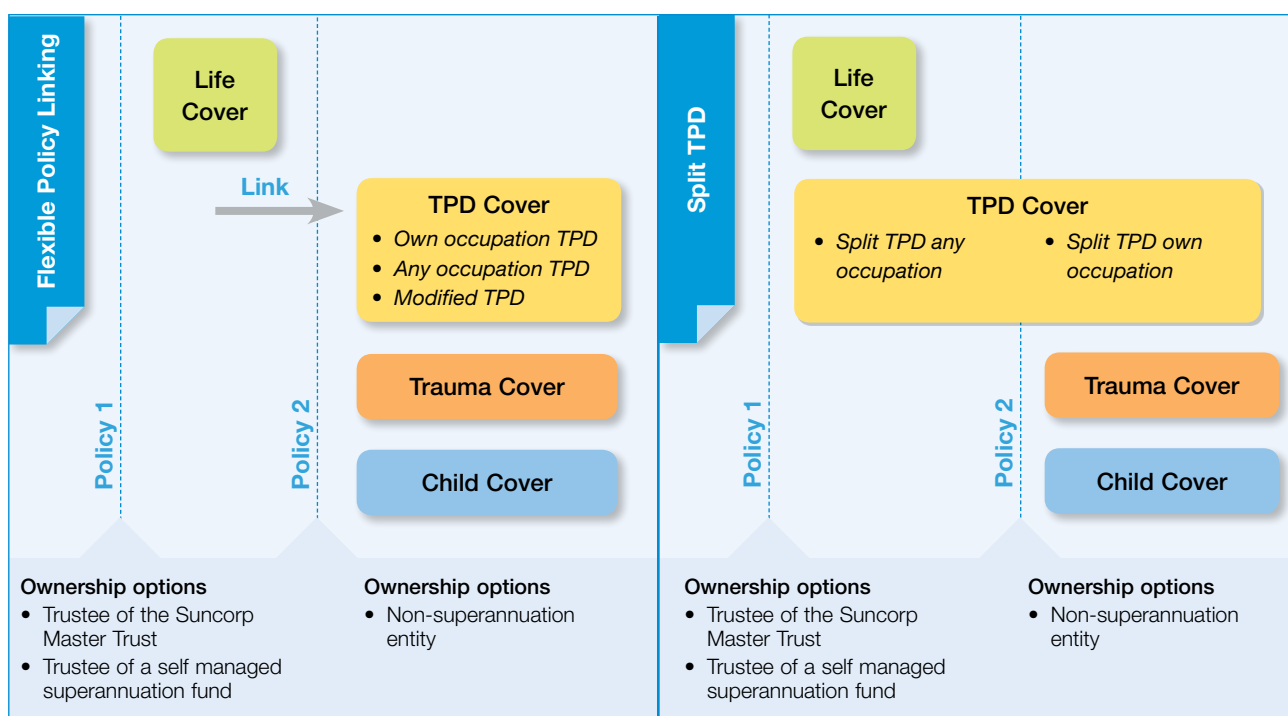 Flexible Policy Linking
Life
Cover
Link
TPD Cover
• Own occupation TPD
• Any occupation TPD
• Modified TPD
Trauma Cover
Child Cover
Policy 1
Policy 2
Ownership options
• Trustee of the Suncorp
Master Trust
• Trustee of a self managed
superannuation fund
Ownership options
• Non-superannuation
entity
Split TPD
Life
Cover
TPD Cover
• Split TPD any
occupation
• Split TPD own
occupation
Trauma Cover
Child Cover
Policy 1
Policy 2
Ownership options
• Trustee of the Suncorp
Master Trust
• Trustee of a self managed
superannuation fund
Ownership options
• Non-superannuation
entity